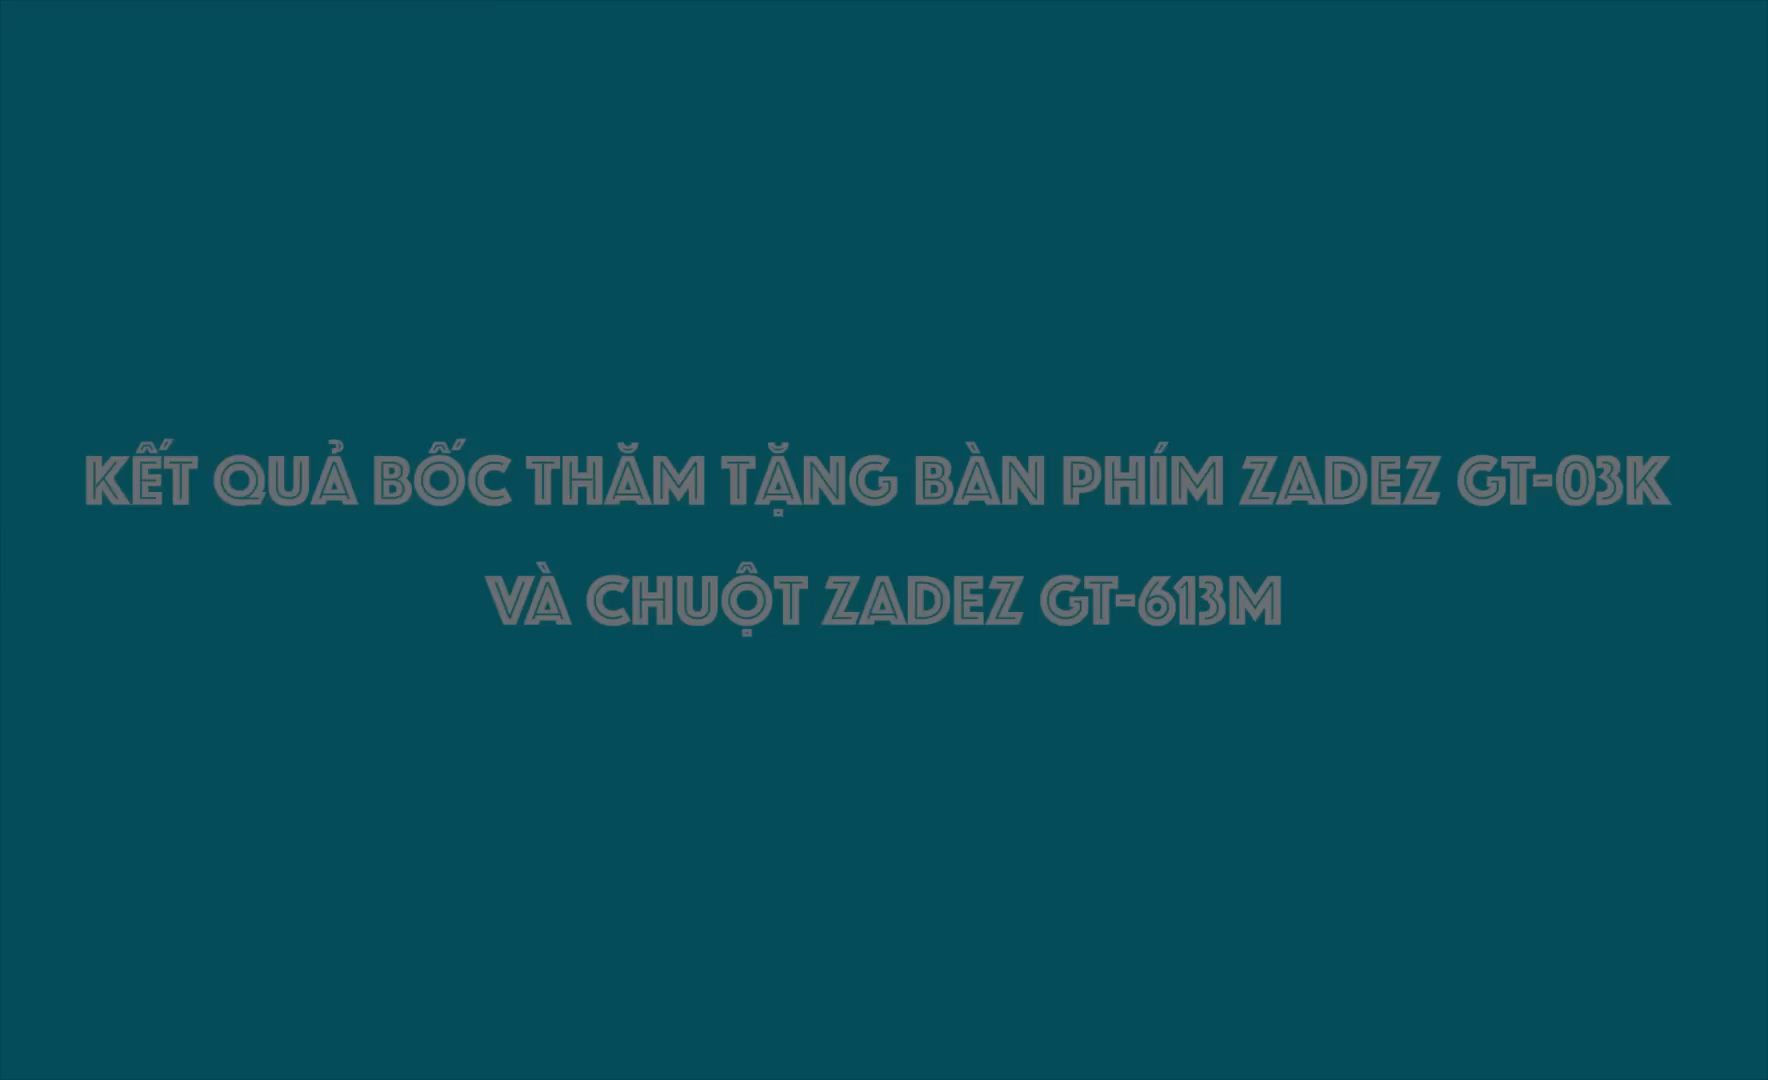 KẾT QUẢ BỐC THĂM TẶNG BÀN PHÍM ZADEZ GT-03K
VÀ CHUỘT ZADEZ GT-613M